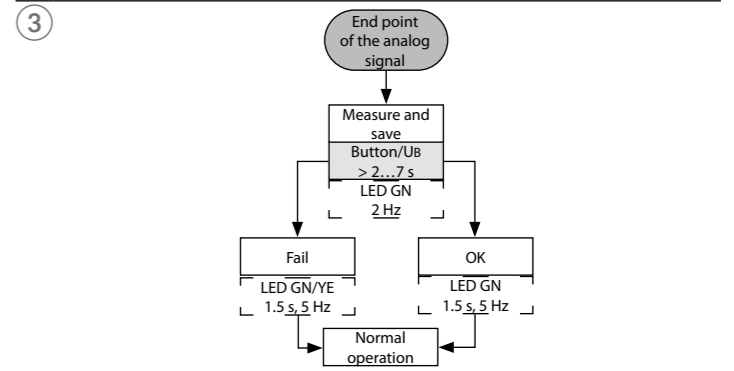 3
End point
of the analog
signal
Measure and
save
Button/UB
> 2...7 s
LED GN
2 Hz
Fail
OK
LED GN/YE
1.5 s, 5 Hz
LED GN
1.5 s, 5 Hz
Normal
operation